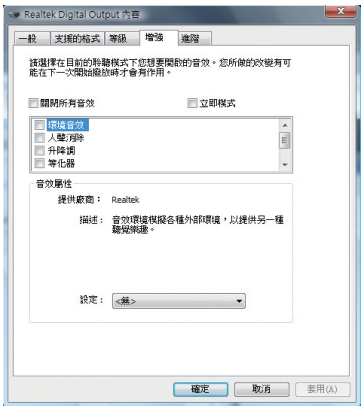 Realtek Digital Output 內容
一般 支援的格式 等級 增強 進階
請選擇在目前的聆聽模式下您想要開啟的音效。您所做的改變有可
能在下一次開始撥放時才會有作用。
關閉所有音效 立即模式
環境音效
人聲消除
升降調
等化器
音效屬性
提供廠商: Realtek
描述: 音效環境模擬各種外部環境,以提供另一種
聽覺樂趣。
設定: <無>
確定 取消 套用(A)